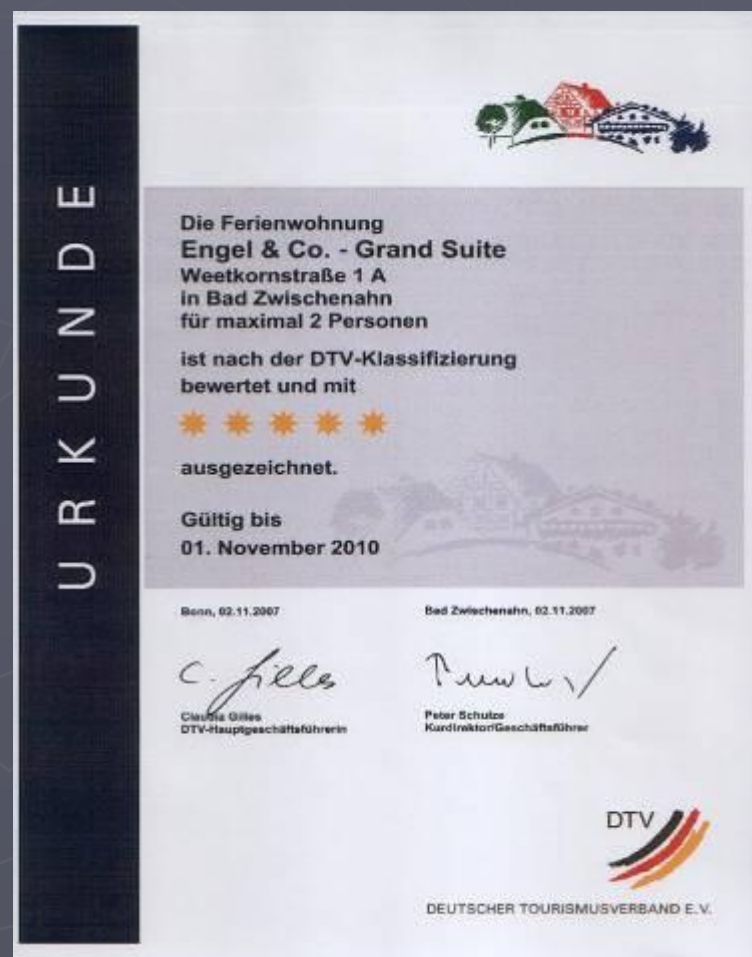 URKUNDE
Die Ferienwohnung
Engel & Co. - Grand Suite
Weetkornstraße 1 A
in Bad Zwischenahn
für maximal 2 Personen
ist nach der DTV-Klassifizierung
bewertet und mit
ausgezeichnet.
Gültig bis
01. November 2010
Bonn, 02.11.2007
Bad Zwischenahn, 02.11.2007
C. Gilles
Claudia Gilles
DTV-Hauptgeschäftsführerin
Peter Schulze
Kurdirektor/Geschäftsführer
DTV
DEUTSCHER TOURISMUSVERBAND E.V.